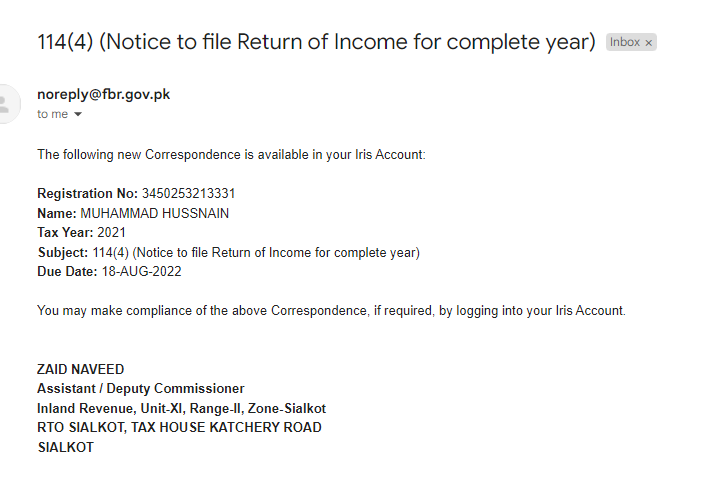 114(4) (Notice to file Return of Income for complete year) Inbox ×
noreply@fbr.gov.pk
to me
The following new Correspondence is available in your Iris Account:
Registration No: 3450253213331
Name: MUHAMMAD HUSSNAIN
Tax Year: 2021
Subject: 114(4) (Notice to file Return of Income for complete year)
Due Date: 18-AUG-2022
You may make compliance of the above Correspondence, if required, by logging into your Iris Account.
ZAID NAVEED
Assistant / Deputy Commissioner
Inland Revenue, Unit-XI, Range-II, Zone-Sialkot
RTO SIALKOT, TAX HOUSE KATCHERY ROAD
SIALKOT